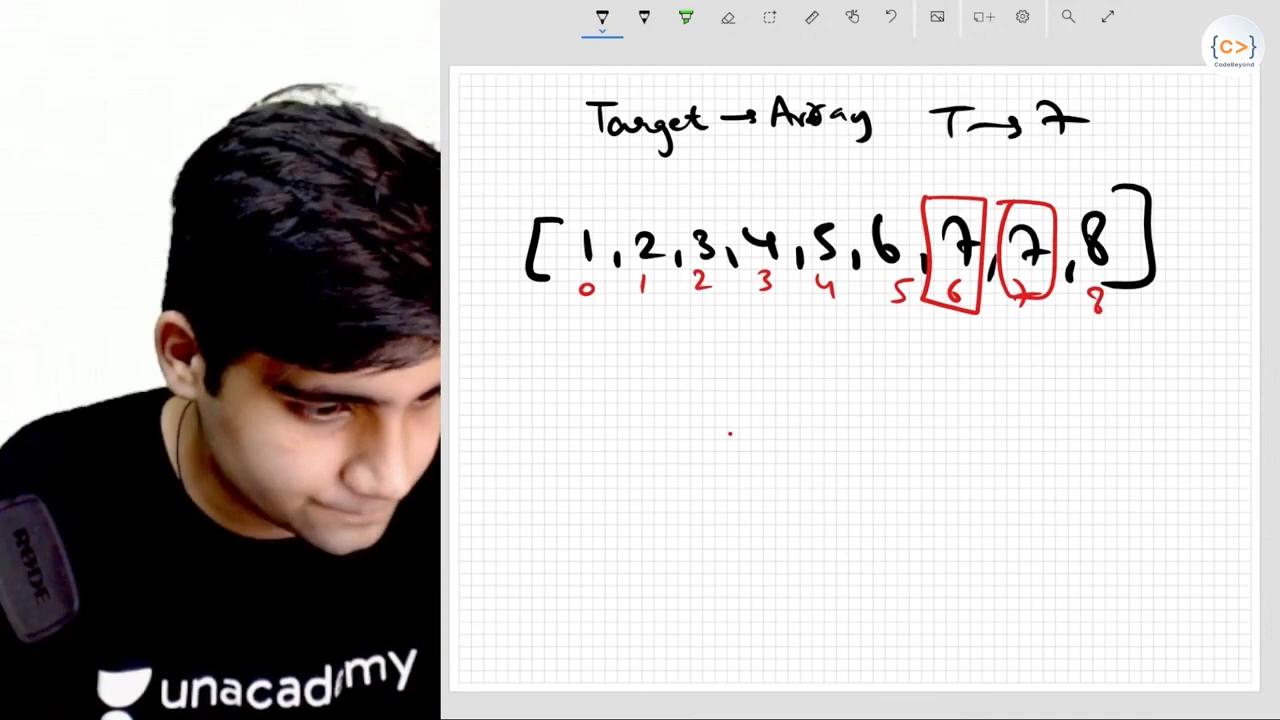 {C>}
CodeBeyond
Target → Array T → 7
[1, 2, 3, 4, 5, 6, 7, 7, 8]
0 1 2 3 4 5 6 7 8
RØDE
unacademy